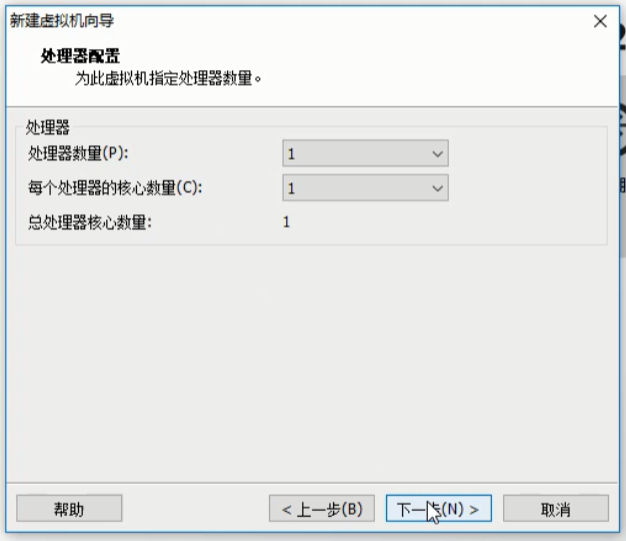 新建虚拟机向导
处理器配置
为此虚拟机指定处理器数量。
处理器
处理器数量(P): 1
每个处理器的核心数量(C): 1
总处理器核心数量: 1
帮助 < 上一步(B) 下一步(N) > 取消